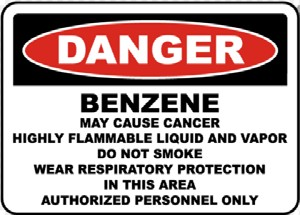 DANGER
BENZENE
MAY CAUSE CANCER
HIGHLY FLAMMABLE LIQUID AND VAPOR
DO NOT SMOKE
WEAR RESPIRATORY PROTECTION
IN THIS AREA
AUTHORIZED PERSONNEL ONLY